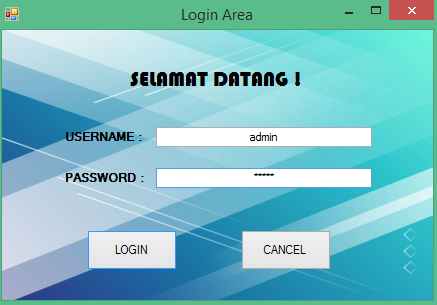 Login Area
SELAMAT DATANG !
USERNAME : admin
PASSWORD : *****
LOGIN CANCEL